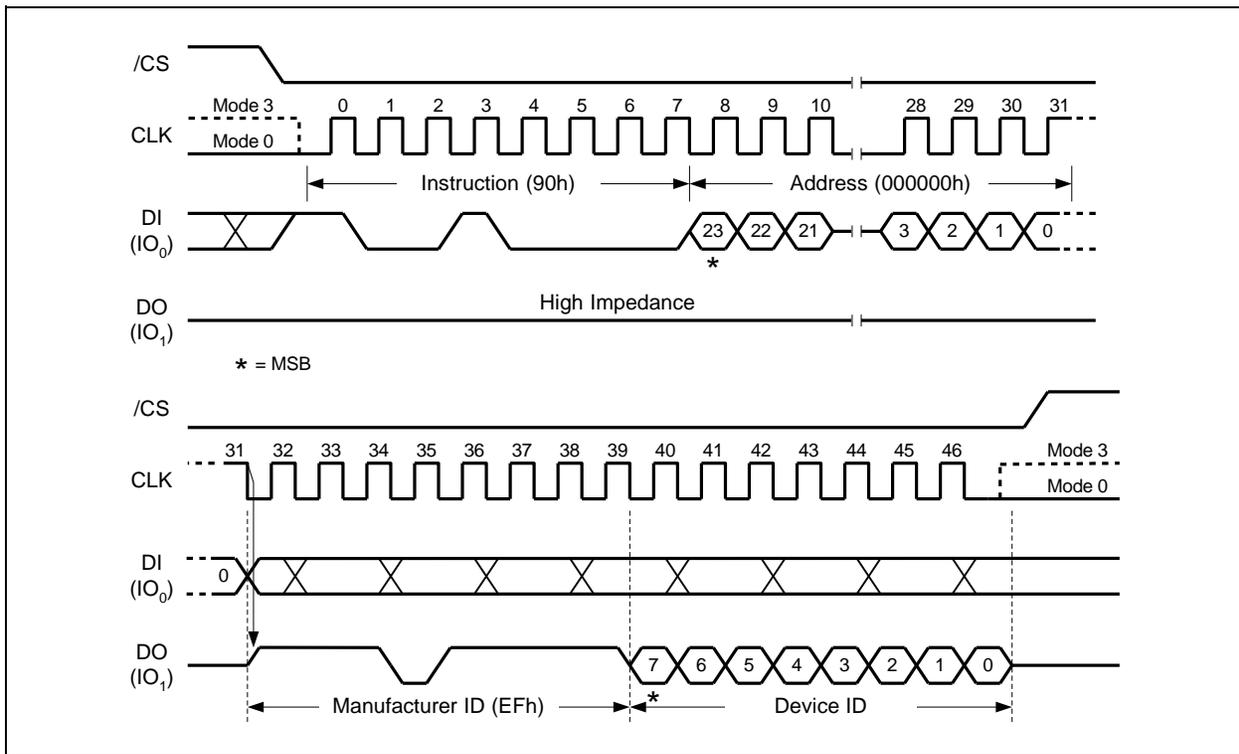 /CS
Mode 3
0 1 2 3 4 5 6 7 8 9 10 28 29 30 31
CLK
Mode 0
Instruction (90h) Address (000000h)
DI
(IO0)
23 22 21 3 2 1 0
*
High Impedance
DO
(IO1)
* = MSB
/CS
31 32 33 34 35 36 37 38 39 40 41 42 43 44 45 46
Mode 3
CLK
Mode 0
DI
(IO0)
0
DO
(IO1)
7 6 5 4 3 2 1 0
*
Manufacturer ID (EFh) Device ID